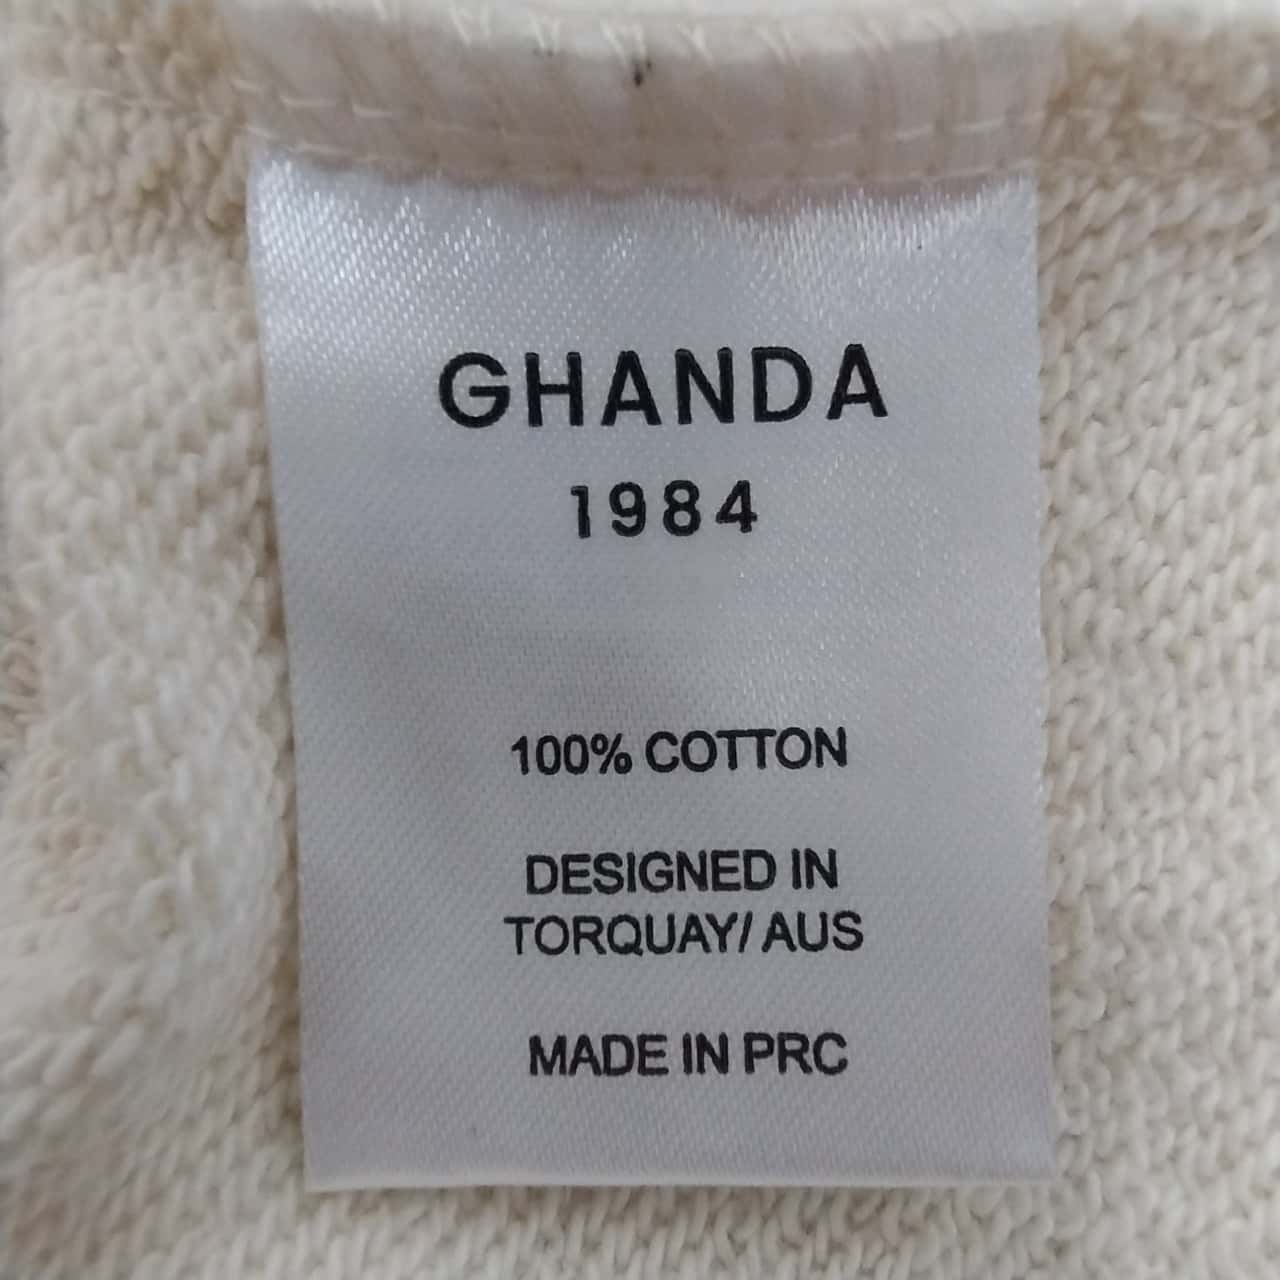 GHANDA
1984
100% COTTON
DESIGNED IN
TORQUAY/ AUS
MADE IN PRC